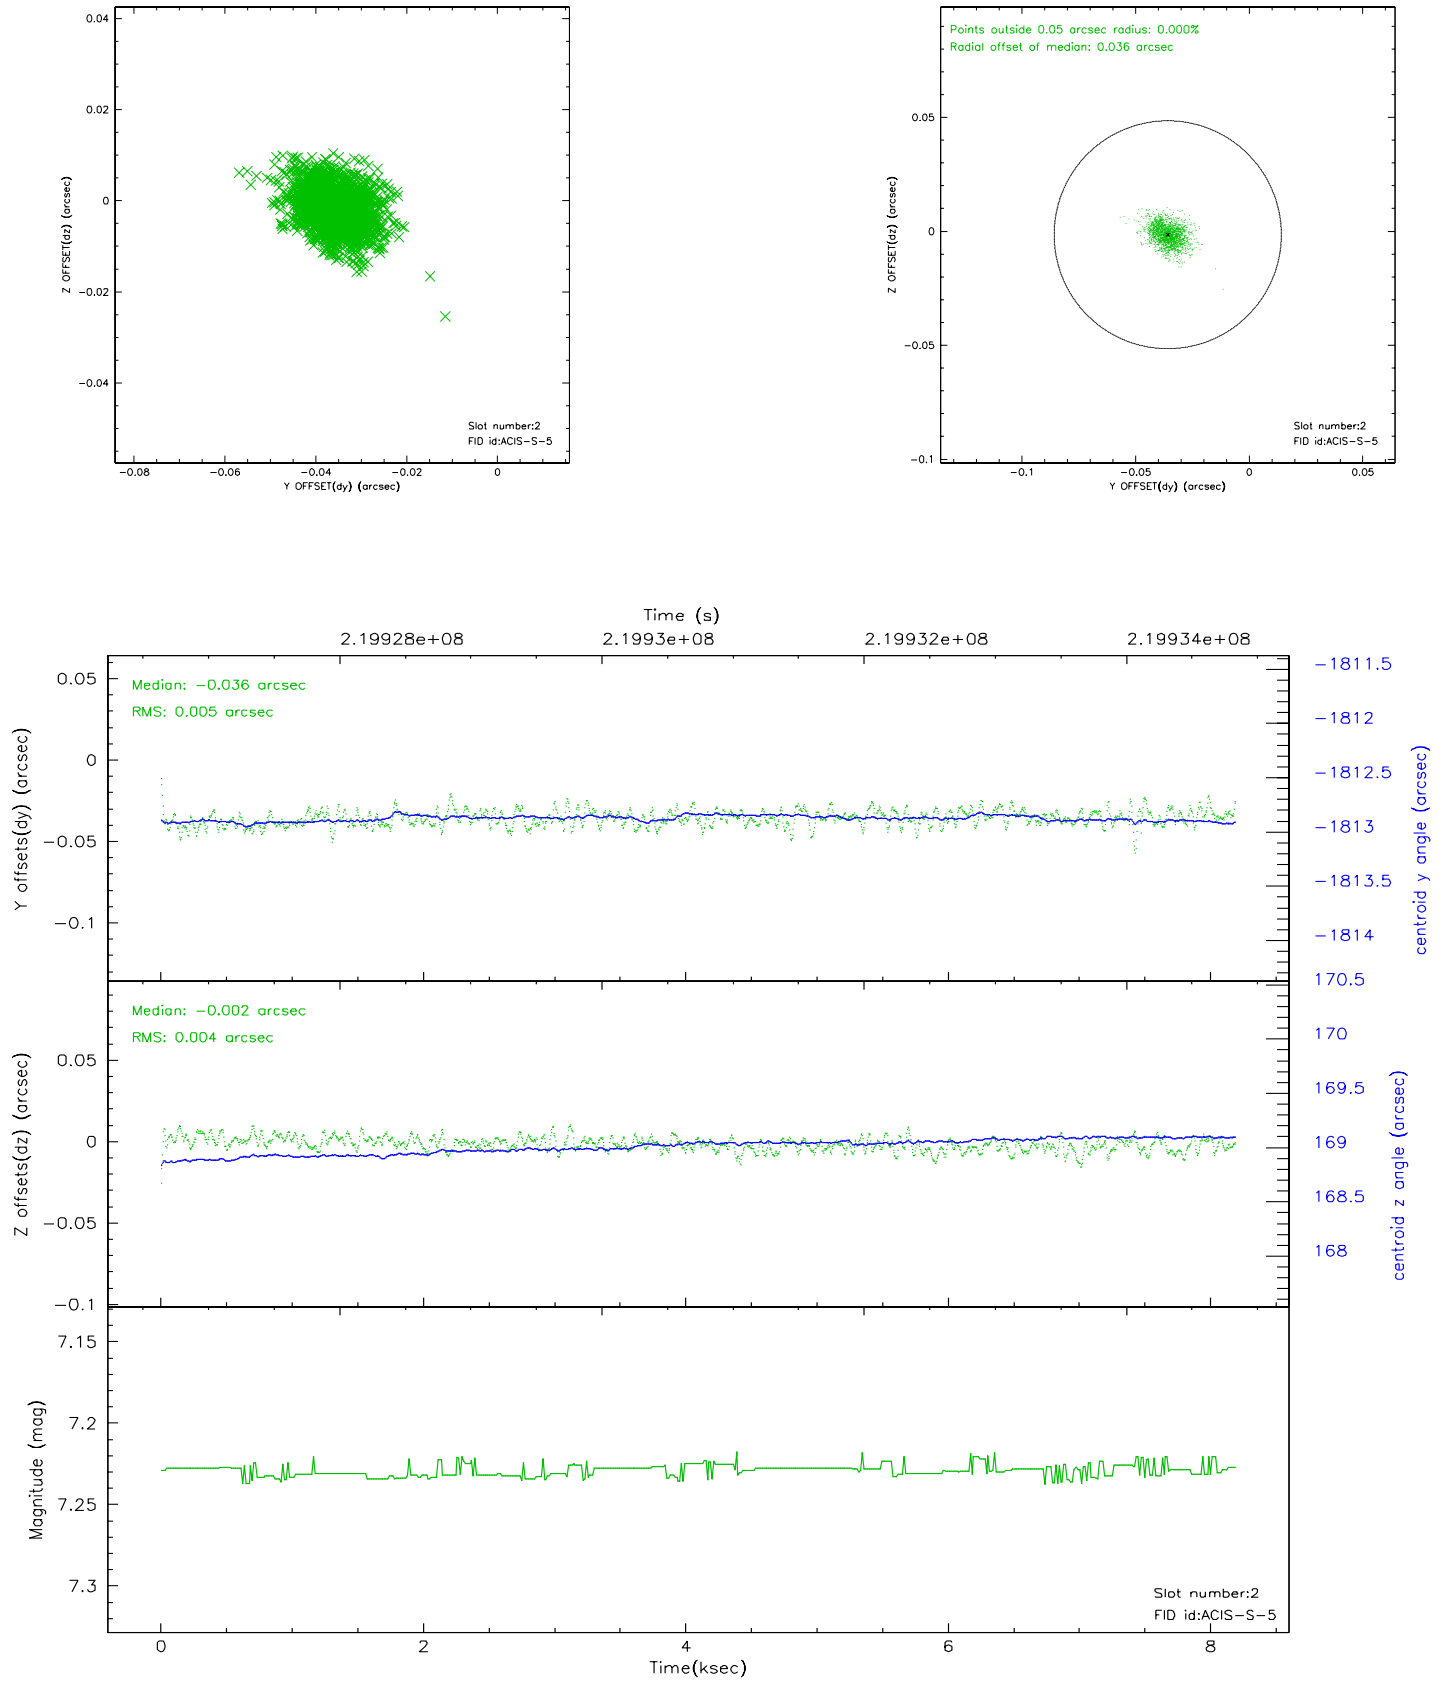 0.04
0.02
0
-0.02
-0.04
Z OFFSET(dz) (arcsec)
-0.08 -0.06 -0.04 -0.02 0
Y OFFSET(dy) (arcsec)
Slot number:2
FID id:ACIS-S-5
Points outside 0.05 arcsec radius: 0.000%
Radial offset of median: 0.036 arcsec
0.05
0
-0.05
-0.1
Z OFFSET(dz) (arcsec)
-0.1 -0.05 0 0.05
Y OFFSET(dy) (arcsec)
Slot number:2
FID id:ACIS-S-5
Time (s)
2.19928e+08 2.1993e+08 2.19932e+08 2.19934e+08
0.05
0
-0.05
-0.1
Y offsets(dy) (arcsec)
Median: -0.036 arcsec
RMS: 0.005 arcsec
-1811.5
-1812
-1812.5
-1813
-1813.5
-1814
centroid y angle (arcsec)
0.05
0
-0.05
-0.1
Z offsets(dz) (arcsec)
Median: -0.002 arcsec
RMS: 0.004 arcsec
170.5
170
169.5
169
168.5
168
centroid z angle (arcsec)
7.15
7.2
7.25
7.3
Magnitude (mag)
Slot number:2
FID id:ACIS-S-5
0 2 4 6 8
Time(ksec)